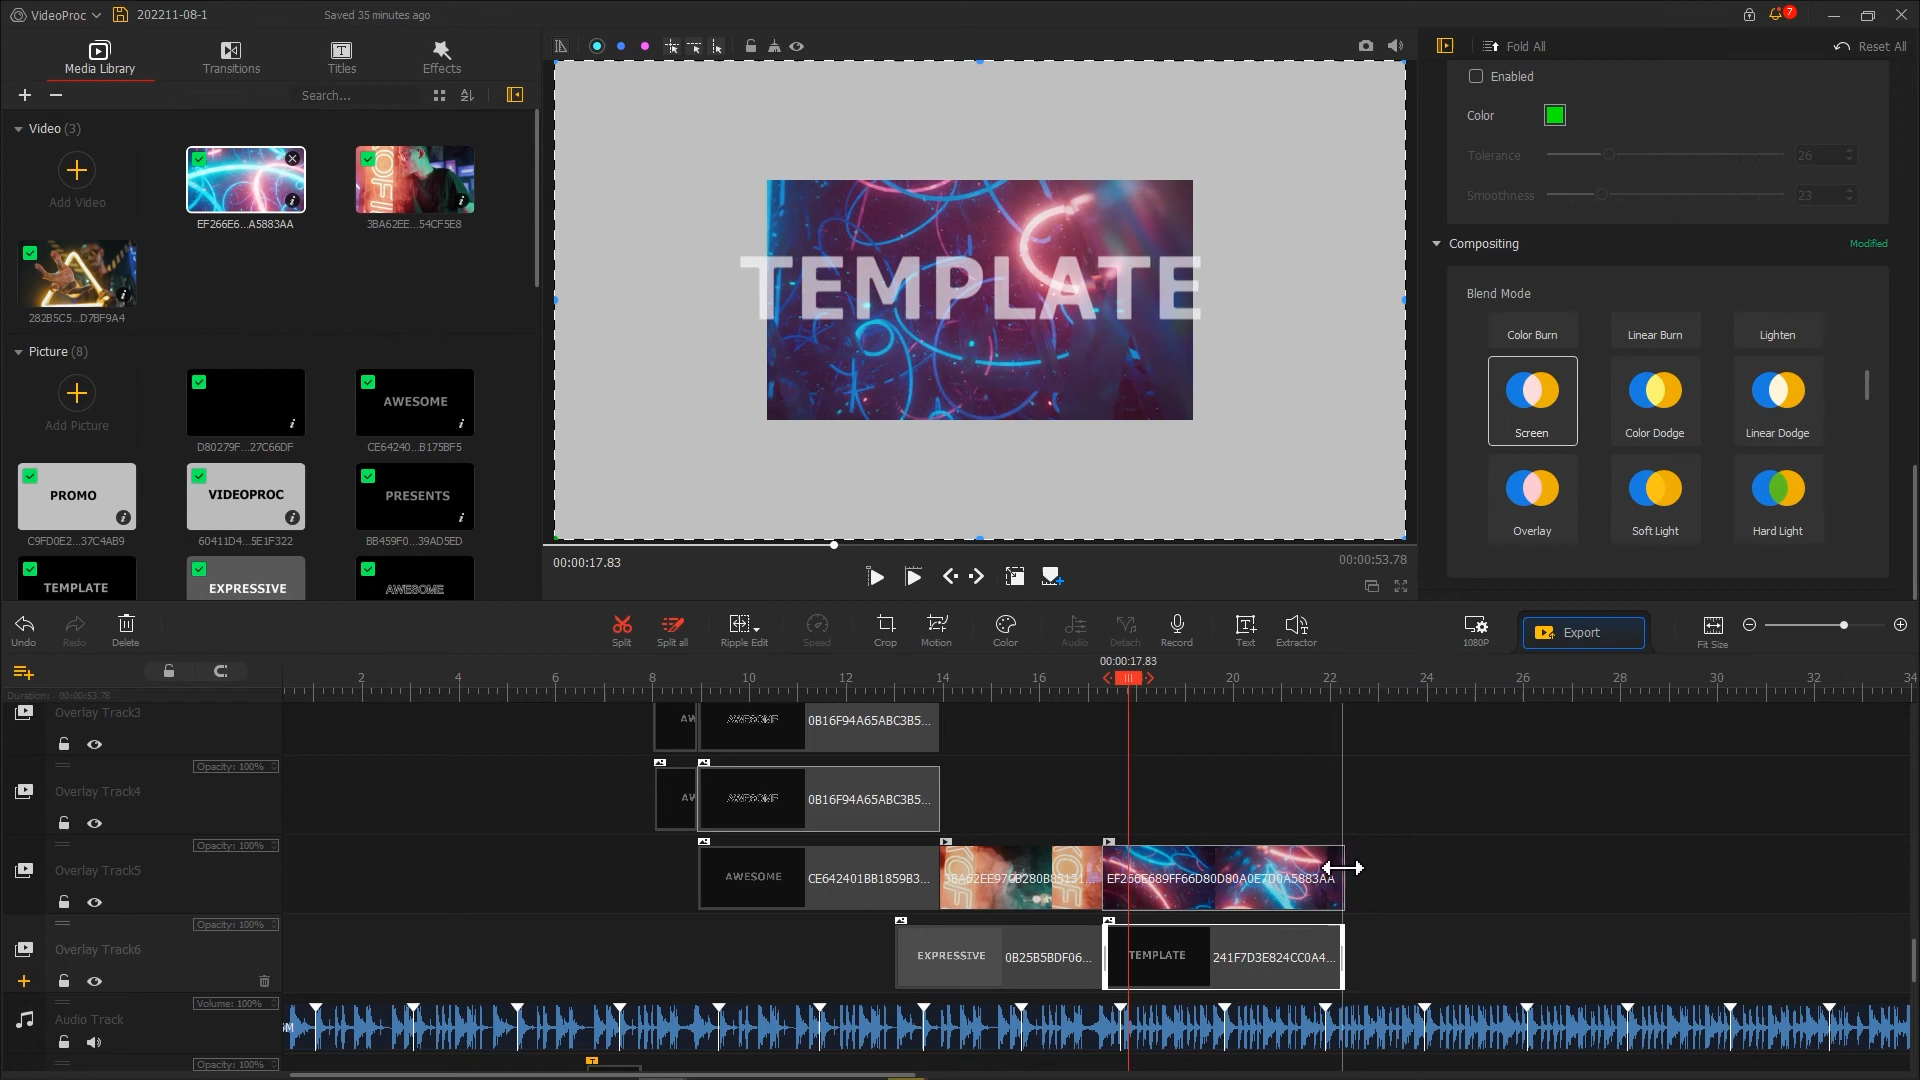 VideoProc
202211-08-1
Saved 35 minutes ago
7
Media Library
Transitions
Titles
Effects
Fold All
Reset All
Search...
Video (3)
Add Video
EF266E6...A5883AA
3BA62EE...54CF5E8
282B5C5...D7BF9A4
Picture (8)
Add Picture
D80279F...27C66DF
AWESOME
CE64240...B175BF5
PROMO
C9FD0E2...37C4AB9
VIDEOPROC
60411D4...5E1F322
PRESENTS
BB459F0...39AD5ED
TEMPLATE
EXPRESSIVE
AWESOME
TEMPLATE
00:00:17.83
00:00:53.78
Enabled
Color
Tolerance
26
Smoothness
23
Compositing
Modified
Blend Mode
Color Burn
Linear Burn
Lighten
Screen
Color Dodge
Linear Dodge
Overlay
Soft Light
Hard Light
Undo
Redo
Delete
Split
Split all
Ripple Edit
Speed
Crop
Motion
Color
Audio
Detach
Record
Text
Extractor
1080P
Export
Fit Size
00:00:17.83
2 4 6 8 10 12 14 16 20 22 24 26 28 30 32 34
Duration: 00:00:53.78
Overlay Track3
AW
AWESOME
0B16F94A65ABC3B5...
Opacity: 100%
Overlay Track4
AW
AWESOME
0B16F94A65ABC3B5...
Opacity: 100%
Overlay Track5
AWESOME
CE642401BB1859B3...
EF266E689FF66D80D80A0E7D0A5883AA
Opacity: 100%
Overlay Track6
EXPRESSIVE
0B25B5BDF06...
TEMPLATE
241F7D3E824CC0A4...
Volume: 100%
Audio Track
Opacity: 100%